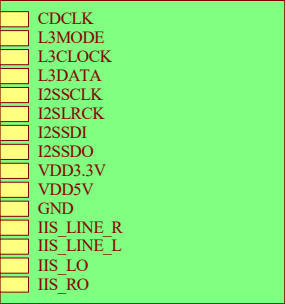 CDCLK
L3MODE
L3CLOCK
L3DATA
I2SSCLK
I2SLRCK
I2SSDI
I2SSDO
VDD3.3V
VDD5V
GND
IIS_LINE_R
IIS_LINE_L
IIS_LO
IIS_RO